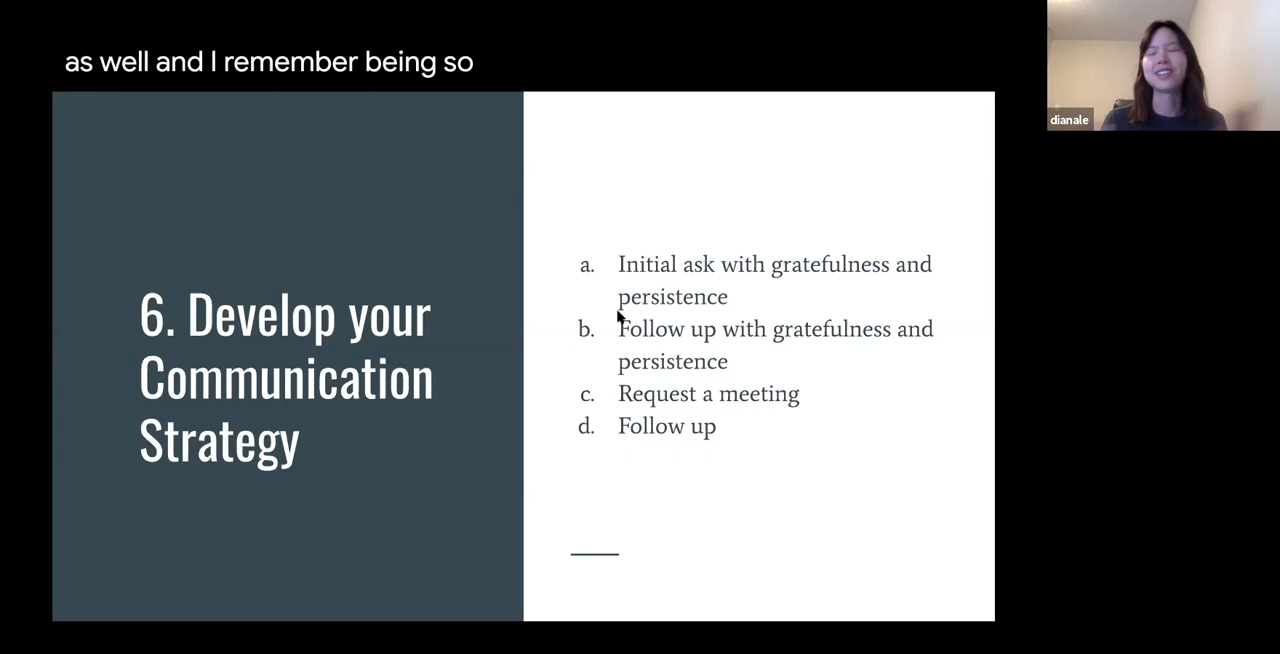 as well and I remember being so
dianale
6. Develop your
Communication
Strategy
a. Initial ask with gratefulness and
persistence
b. Follow up with gratefulness and
persistence
c. Request a meeting
d. Follow up